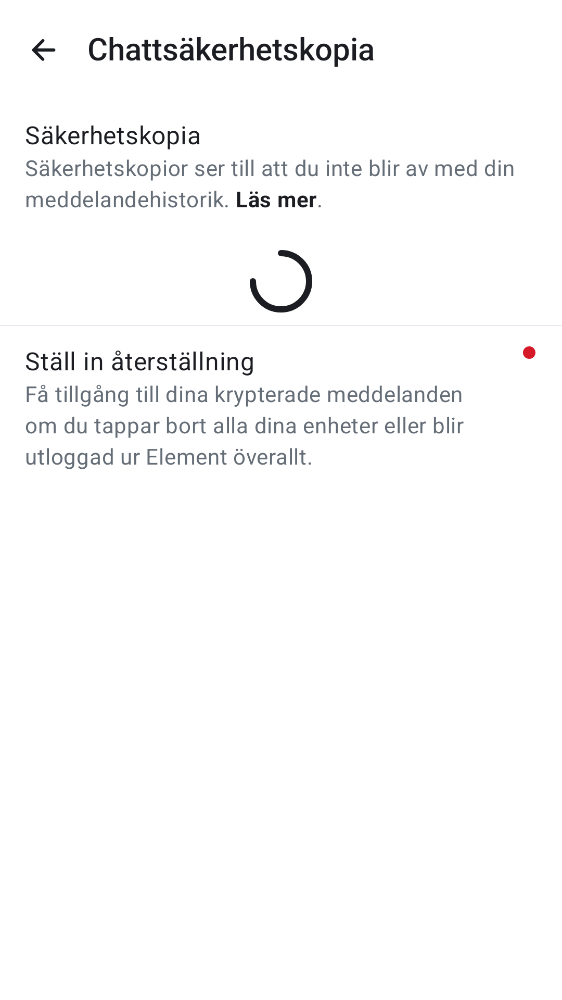 Chattsäkerhetskopia
Säkerhetskopia
Säkerhetskopior ser till att du inte blir av med din
meddelandehistorik. Läs mer.
Ställ in återställning
Få tillgång till dina krypterade meddelanden
om du tappar bort alla dina enheter eller blir
utloggad ur Element överallt.